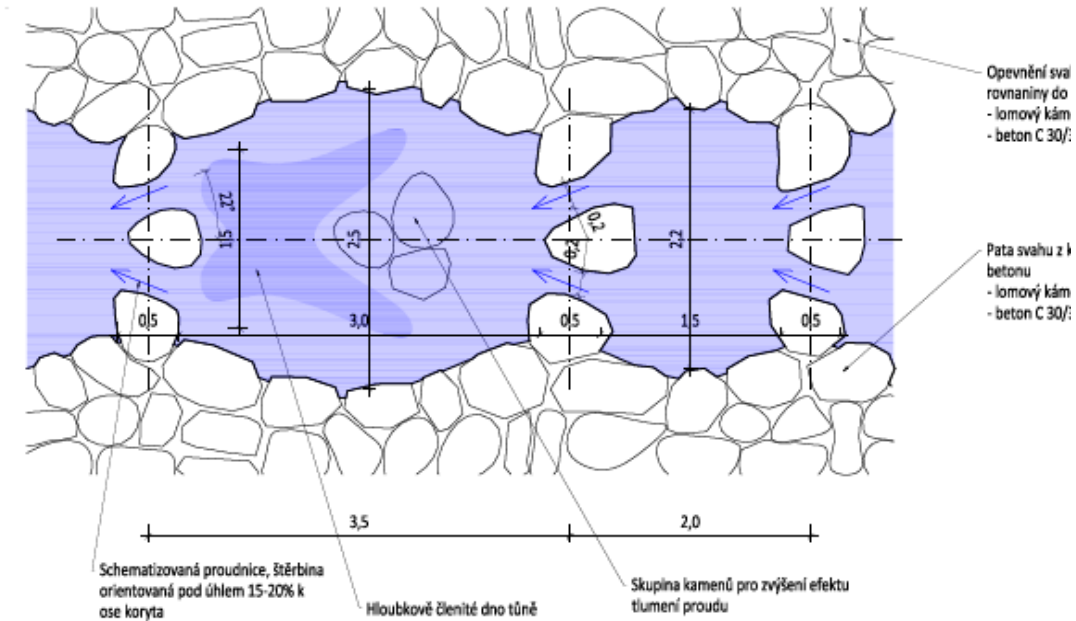 Opevnění sva
rovnaniny do
- lomový kám
- beton C 30/3
22°
1,5
2,5
0,2
0,2
2,2
Pata svahu z k
betonu
- lomový kám
- beton C 30/3
0,5
3,0
0,5
1,5
0,5
3,5
2,0
Schematizovaná proudnice, štěrbina
orientovaná pod úhlem 15-20% k
ose koryta
Hloubkově členité dno tůně
Skupina kamenů pro zvýšení efektu
tlumení proudu